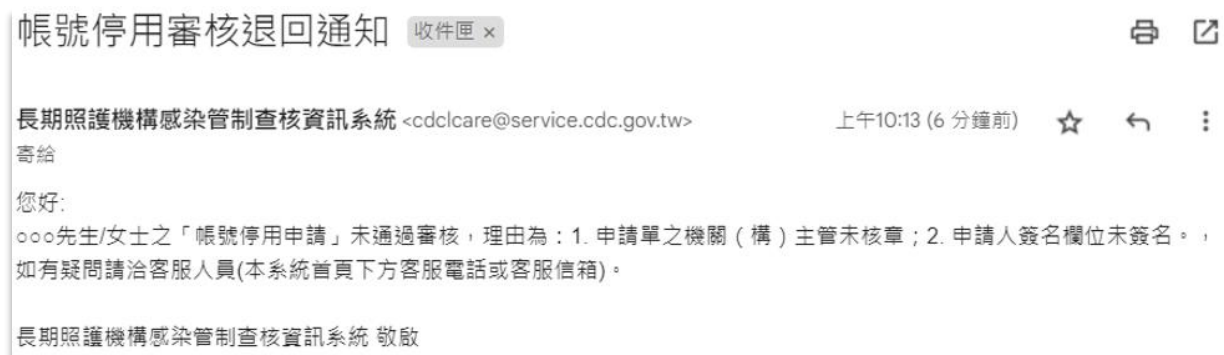 帳號停用審核退回通知 收件匣 ×
長期照護機構感染管制查核資訊系統 <cdclcare@service.cdc.gov.tw> 上午10:13 (6 分鐘前)
寄給
您好:
○○○先生/女士之「帳號停用申請」未通過審核，理由為：1. 申請單之機關（構）主管未核章；2. 申請人簽名欄位未簽名。，
如有疑問請洽客服人員(本系統首頁下方客服電話或客服信箱)。
長期照護機構感染管制查核資訊系統 敬啟